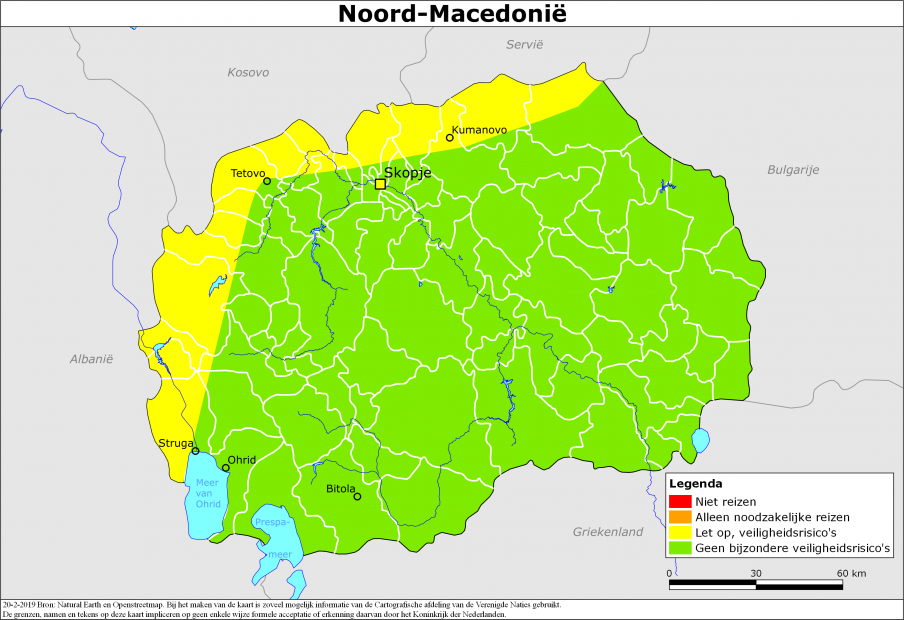 Noord-Macedonië
Servië
Kosovo
Kumanovo
Bulgarije
Tetovo
Skopje
Albanië
Struga
Ohrid
Meer
van
Ohrid
Bitola
Prespa-
meer
Griekenland
Legenda
Niet reizen
Alleen noodzakelijke reizen
Let op, veiligheidsrisico's
Geen bijzondere veiligheidsrisico's
0 30 60 km
20-2-2019 Bron: Natural Earth en Openstreetmap. Bij het maken van de kaart is zoveel mogelijk informatie van de Cartografische afdeling van de Verenigde Naties gebruikt.
De grenzen, namen en tekens op deze kaart impliceren op geen enkele wijze formele acceptatie of erkenning daarvan door het Koninkrijk der Nederlanden.